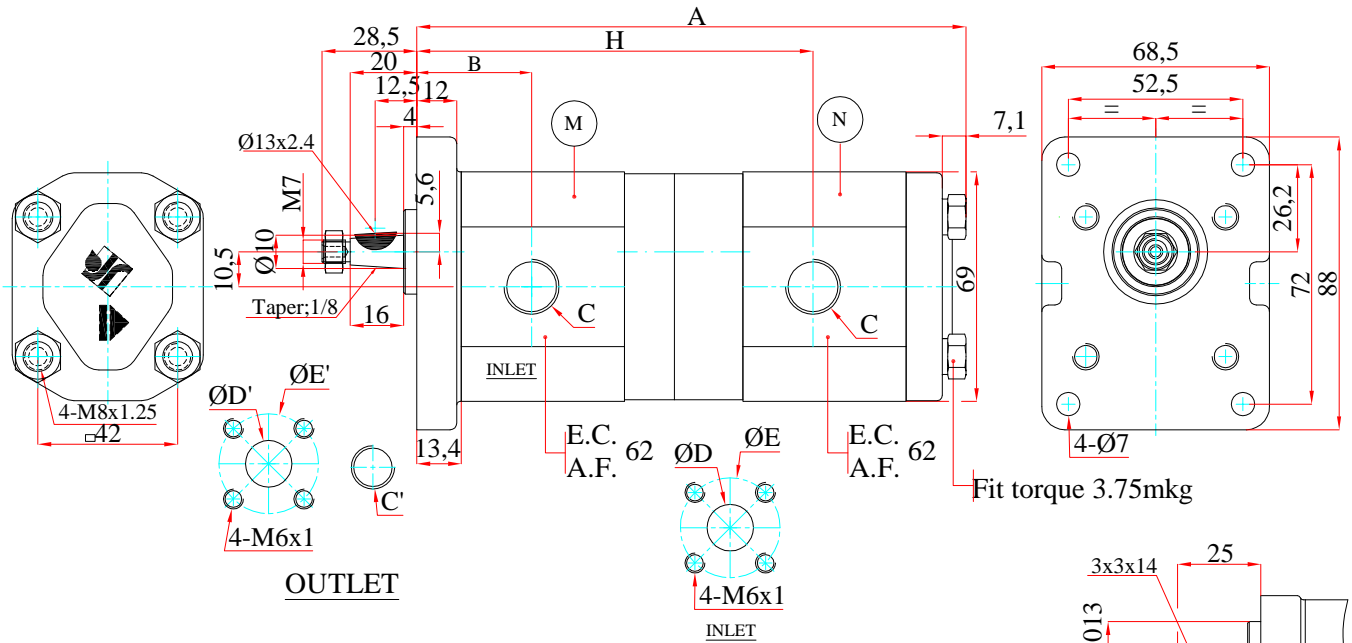 A
28,5
H
20
B
12,5
12
4
Ø13x2.4
M
N
7,1
68,5
52,5
=
=
M7
5,6
Ø10
10,5
26,2
72
88
69
Taper;1/8
16
C
C
INLET
4-M8x1.25
□42
ØD'
ØE'
13,4
E.C.
A.F.
62
ØD
ØE
E.C.
A.F.
62
4-Ø7
Fit torque 3.75mkg
C'
4-M6x1
OUTLET
4-M6x1
INLET
3x3x14
25